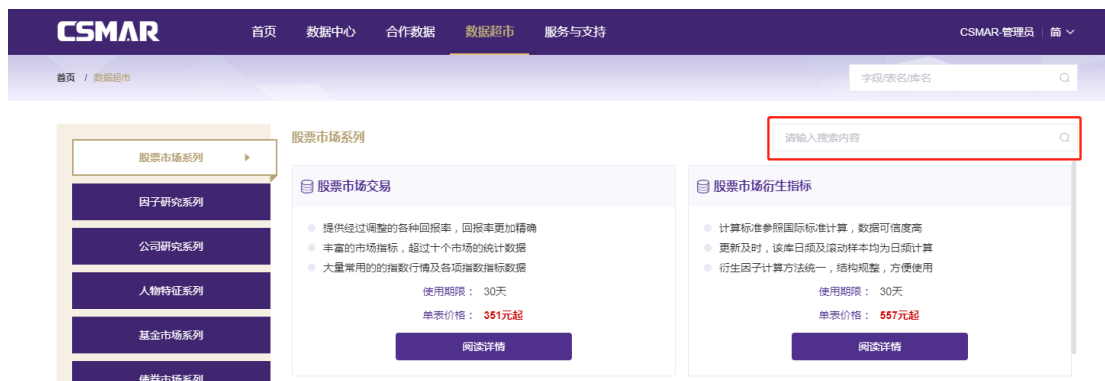 CSMAR 首页 数据中心 合作数据 数据超市 服务与支持 CSMAR-管理员 简
首页 / 数据超市 字段/表名/库名
股票市场系列
因子研究系列
公司研究系列
人物特征系列
基金市场系列
债券市场系列
股票市场系列 请输入搜索内容
股票市场交易
提供经过调整的各种回报率，回报率更加精确
丰富的市场指标，超过十个市场的统计数据
大量常用的的指数行情及各项指数指标数据
使用期限： 30天
单表价格： 351元起
阅读详情
股票市场衍生指标
计算标准参照国际标准计算，数据可信度高
更新及时，该库日频及滚动样本均为日频计算
衍生因子计算方法统一，结构规整，方便使用
使用期限： 30天
单表价格： 557元起
阅读详情